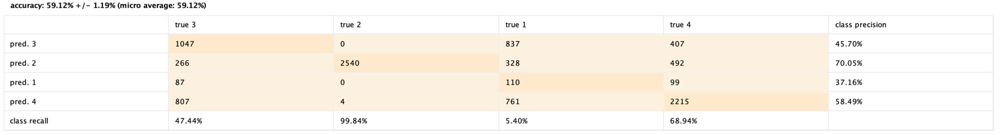 accuracy: 59.12% +/- 1.19% (micro average: 59.12%)
true 3 true 2 true 1 true 4 class precision
pred. 3 1047 0 837 407 45.70%
pred. 2 266 2540 328 492 70.05%
pred. 1 87 0 110 99 37.16%
pred. 4 807 4 761 2215 58.49%
class recall 47.44% 99.84% 5.40% 68.94%